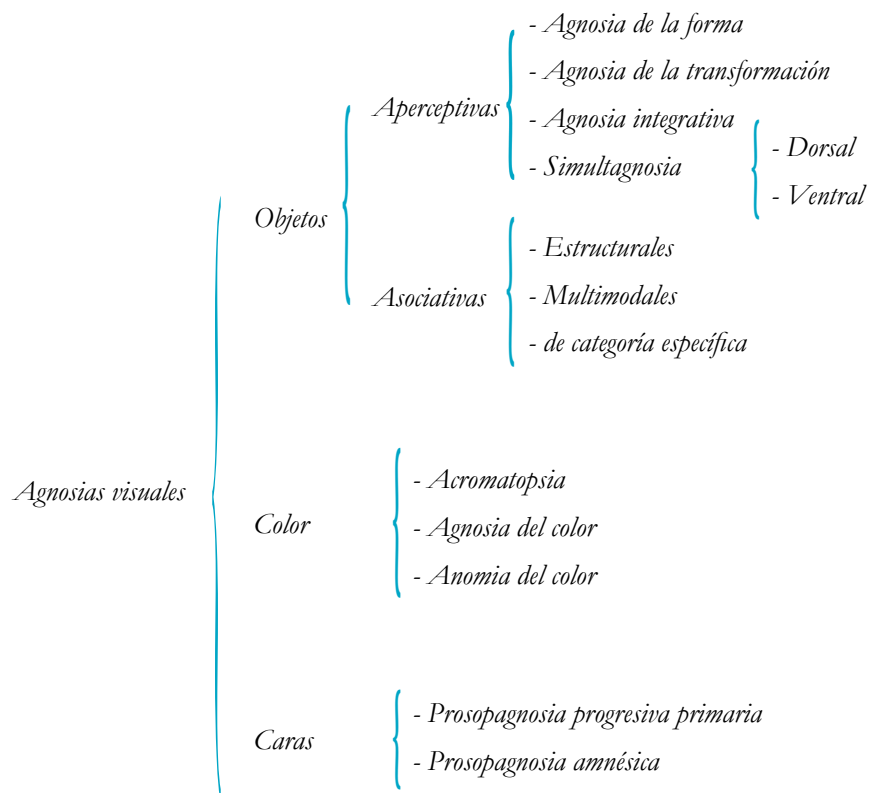 - Agnosia de la forma
- Agnosia de la transformación
Aperceptivas
- Agnosia integrativa
- Simultagnosia
- Dorsal
- Ventral
Objetos
- Estructurales
Asociativas
- Multimodales
- de categoría específica
Agnosias visuales
- Acromatopsia
Color
- Agnosia del color
- Anomia del color
- Prosopagnosia progresiva primaria
Caras
- Prosopagnosia amnésica